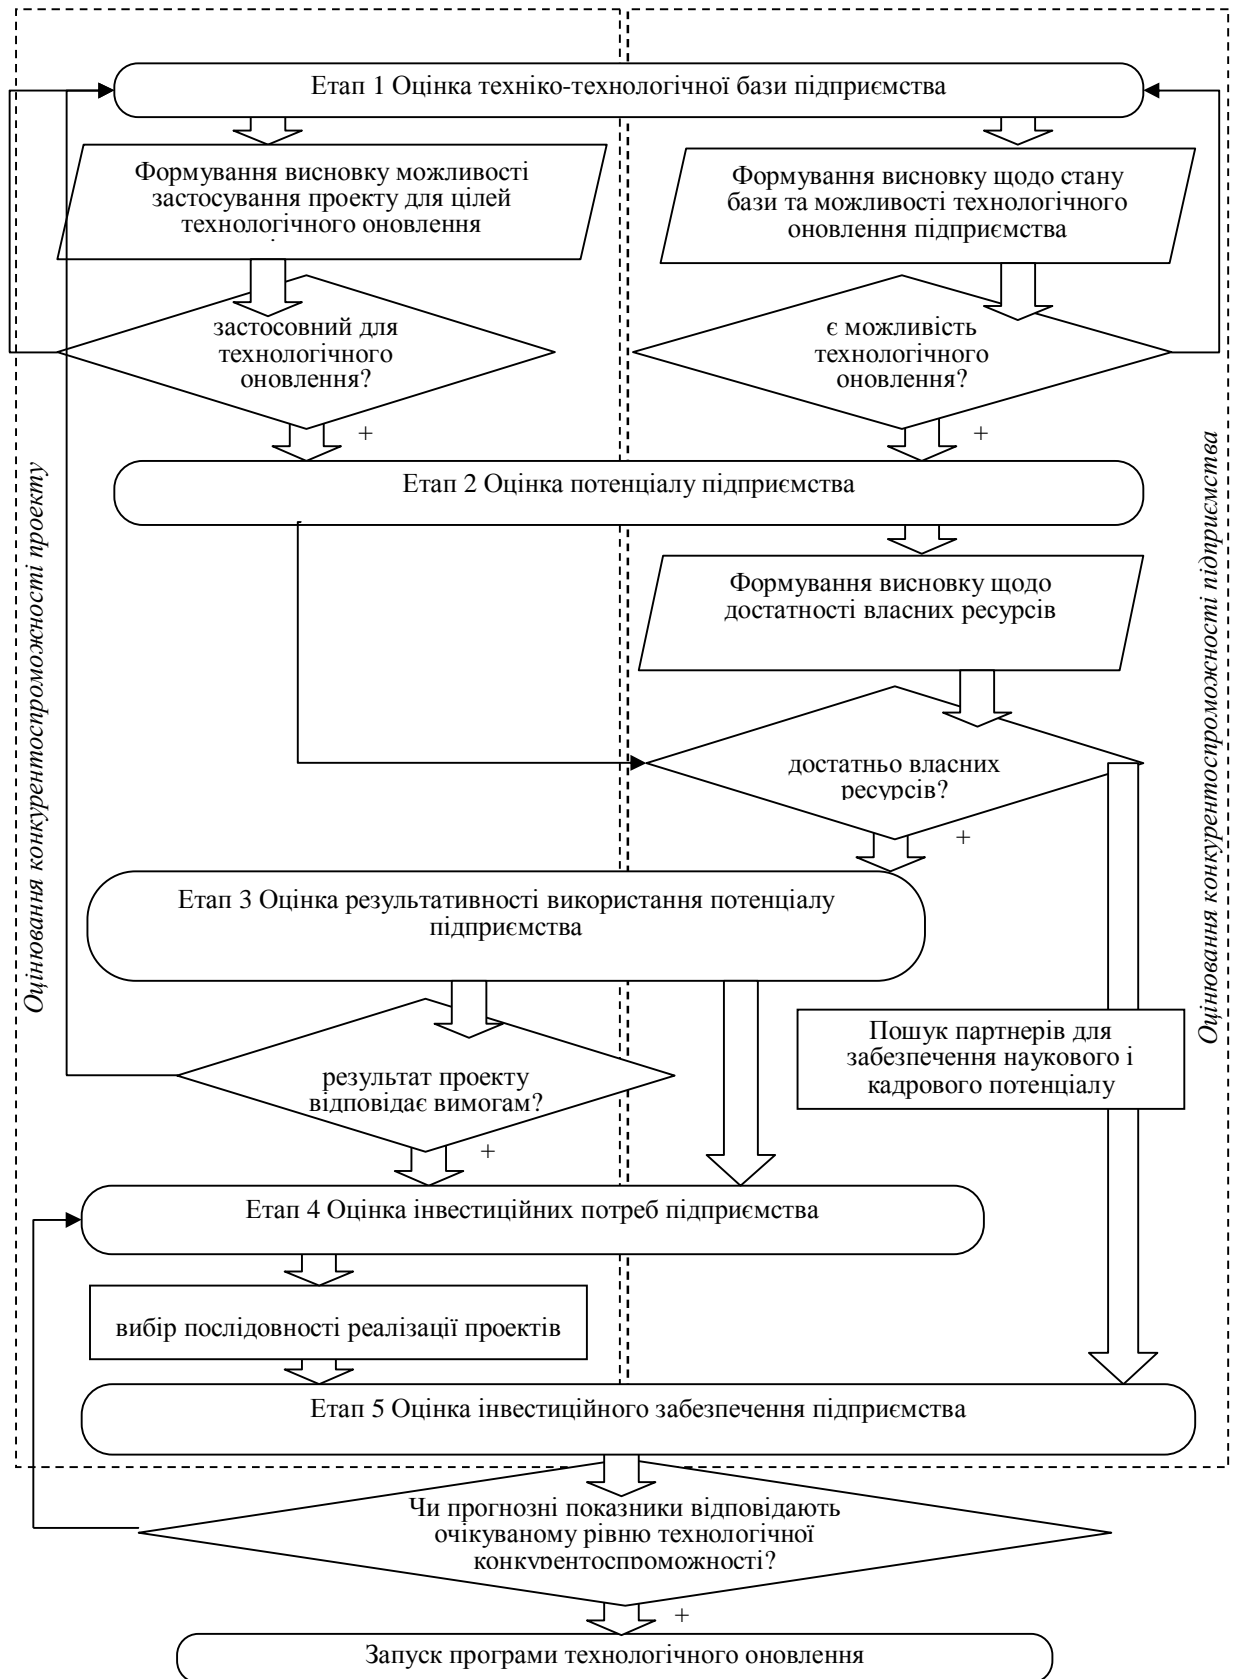 Етап 1 Оцінка техніко-технологічної бази підприємства
Формування висновку можливості
застосування проекту для цілей
технологічного оновлення
Формування висновку щодо стану
бази та можливості технологічного
оновлення підприємства
застосовний для
технологічного
оновлення?
є можливість
технологічного
оновлення?
+
+
Етап 2 Оцінка потенціалу підприємства
Формування висновку щодо
достатності власних ресурсів
достатньо власних
ресурсів?
+
Оцінювання конкурентоспроможності проекту
Оцінювання конкурентоспроможності підприємства
Етап 3 Оцінка результативності використання потенціалу
підприємства
Пошук партнерів для
забезпечення наукового і
кадрового потенціалу
результат проекту
відповідає вимогам?
+
Етап 4 Оцінка інвестиційних потреб підприємства
вибір послідовності реалізації проектів
Етап 5 Оцінка інвестиційного забезпечення підприємства
Чи прогнозні показники відповідають
очікуваному рівню технологічної
конкурентоспроможності?
+
Запуск програми технологічного оновлення